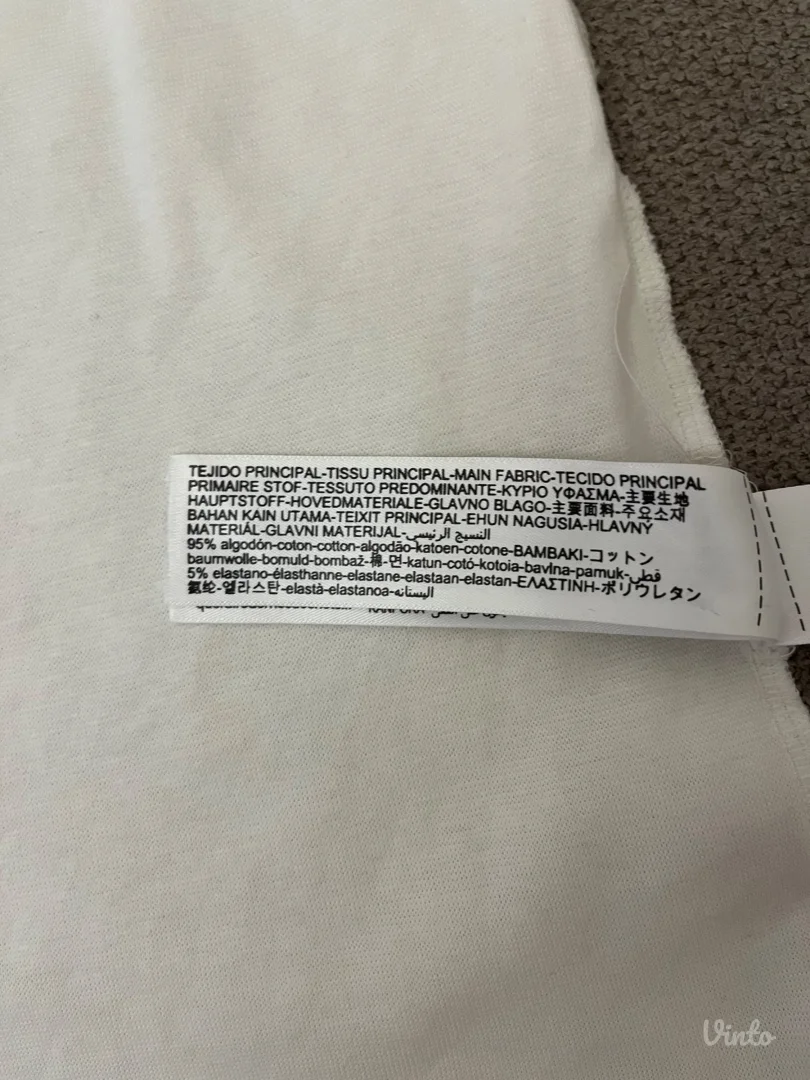 TEJIDO PRINCIPAL-TISSU PRINCIPAL-MAIN FABRIC-TECIDO PRINCIPAL
PRIMAIRE STOF-TESSUTO PREDOMINANTE-ΚΥΡΙΟ ΥΦΑΣΜΑ-主要生地
HAUPTSTOFF-HOVEDMATERIALE-GLAVNO BLAGO-主要面料-주요소재
BAHAN KAIN UTAMA-TEIXIT PRINCIPAL-EHUN NAGUSIA-HLAVNÝ
MATERIÁL-GLAVNI MATERIJAL-النسيج الرئيسي
95% algodón-coton-cotton-algodão-katoen-cotone-ΒΑΜΒΑΚΙ-コットン
baumwolle-bomuld-bombaž-棉-면-katun-cotó-kotoia-bavlna-pamuk-قطن
5% elastano-élasthanne-elastane-elastaan-elastan-ΕΛΑΣΤΙΝΗ-ポリウレタン
氨纶-엘라스탄-elastà-elastanoa-اليستانه
Vinto